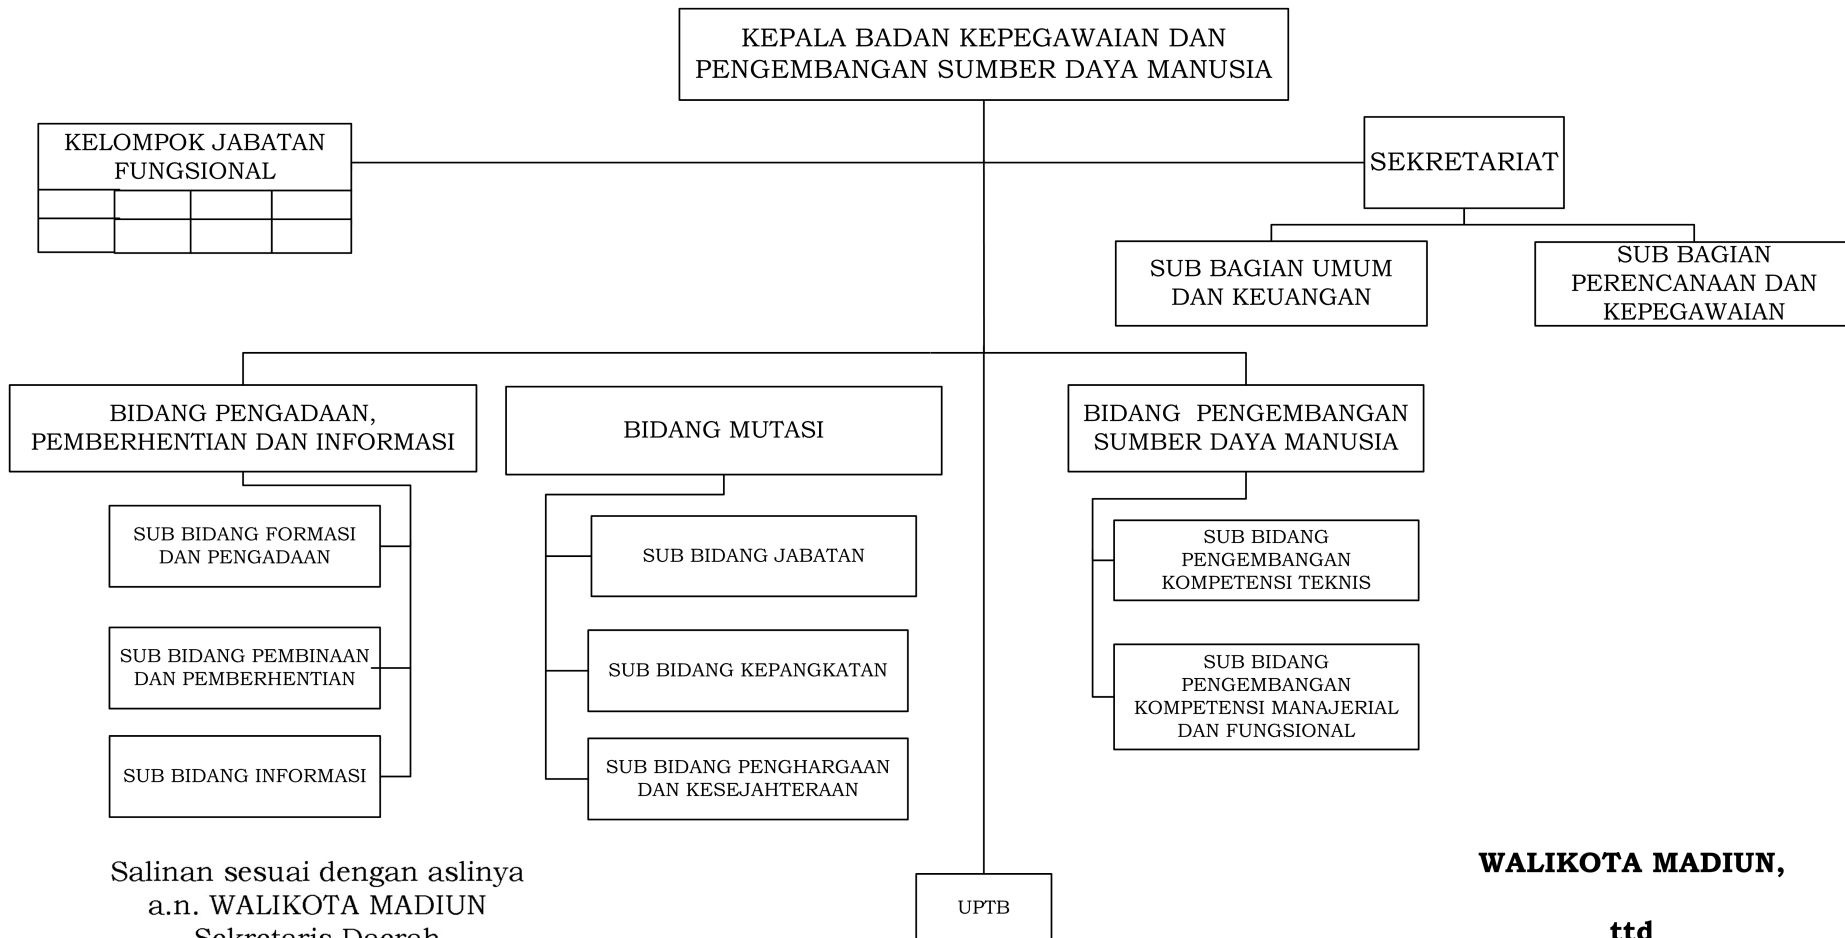 KEPALA BADAN KEPEGAWAIAN DAN
PENGEMBANGAN SUMBER DAYA MANUSIA
KELOMPOK JABATAN
FUNGSIONAL
SEKRETARIAT
SUB BAGIAN UMUM
DAN KEUANGAN
SUB BAGIAN
PERENCANAAN DAN
KEPEGAWAIAN
BIDANG PENGADAAN,
PEMBERHENTIAN DAN INFORMASI
BIDANG MUTASI
BIDANG  PENGEMBANGAN
SUMBER DAYA MANUSIA
SUB BIDANG FORMASI
DAN PENGADAAN
SUB BIDANG PEMBINAAN
DAN PEMBERHENTIAN
SUB BIDANG INFORMASI
SUB BIDANG JABATAN
SUB BIDANG KEPANGKATAN
SUB BIDANG PENGHARGAAN
DAN KESEJAHTERAAN
SUB BIDANG
PENGEMBANGAN
KOMPETENSI TEKNIS
SUB BIDANG
PENGEMBANGAN
KOMPETENSI MANAJERIAL
DAN FUNGSIONAL
UPTB
Salinan sesuai dengan aslinya
a.n. WALIKOTA MADIUN
Sekretaris Daerah
WALIKOTA MADIUN,
ttd